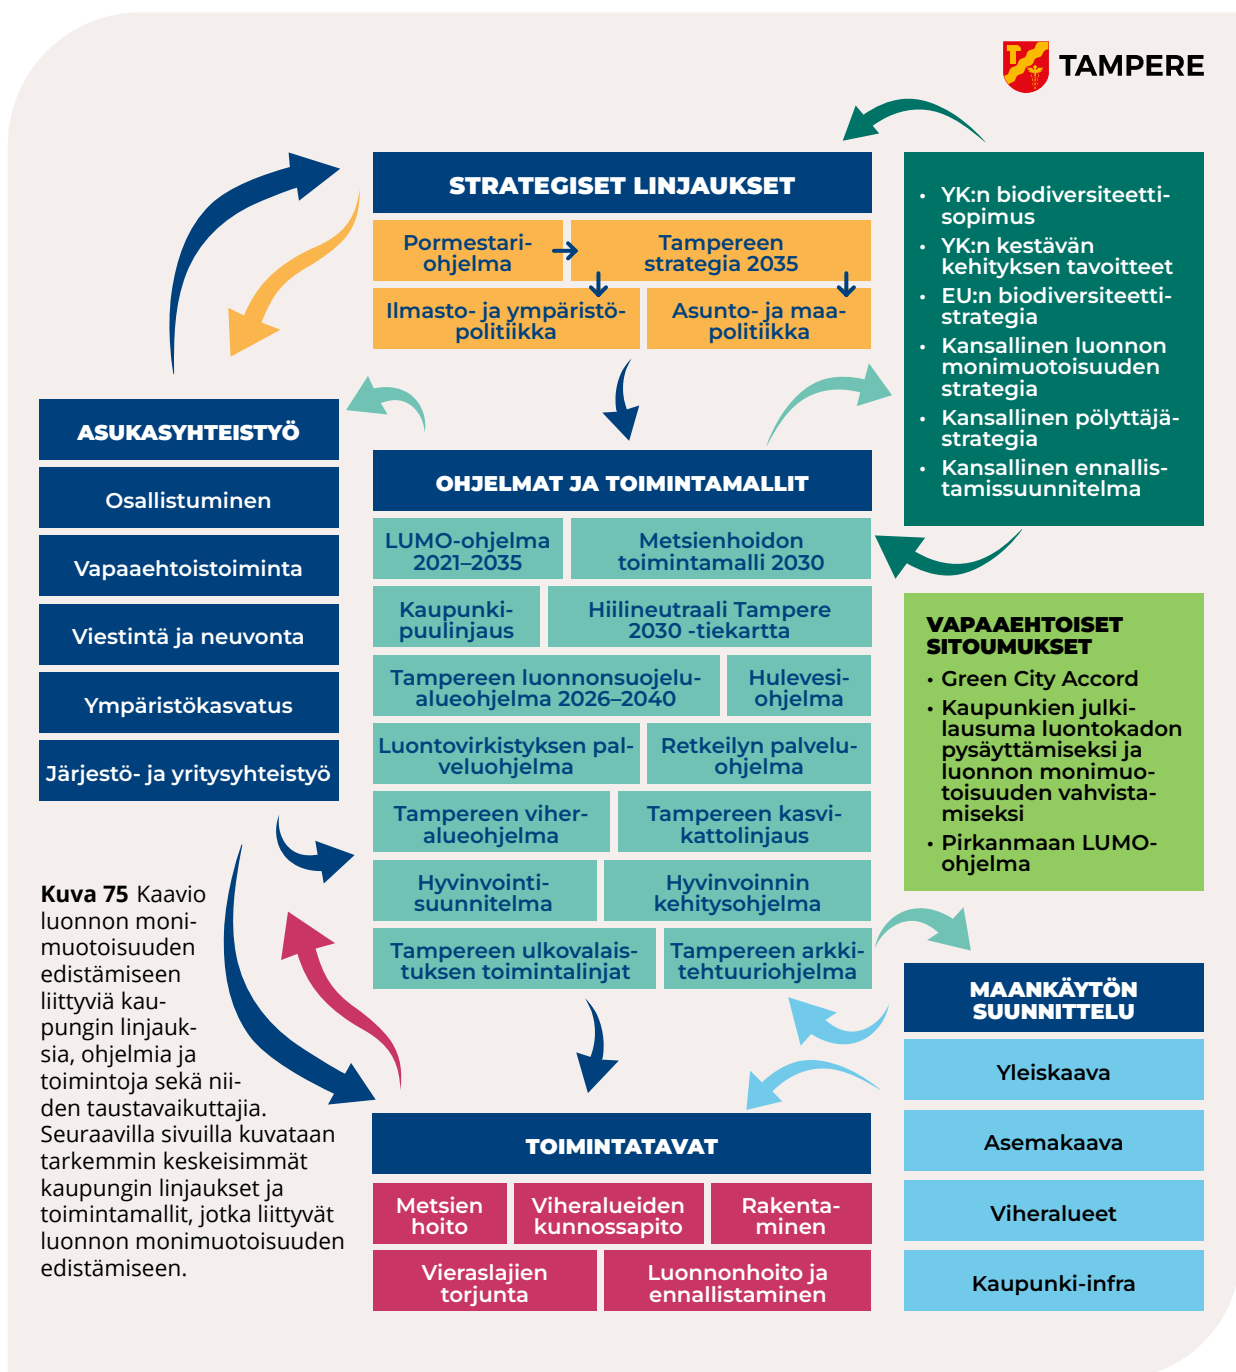 TAMPERE
STRATEGISET LINJAUKSET
Pormestari-
ohjelma
Tampereen
strategia 2035
Ilmasto- ja ympäristö-
politiikka
Asunto- ja maa-
politiikka
• YK:n biodiversiteetti-
sopimus
• YK:n kestävän
kehityksen tavoitteet
• EU:n biodiversiteetti-
strategia
• Kansallinen luonnon
monimuotoisuuden
strategia
• Kansallinen pölyttäjä-
strategia
• Kansallinen ennallis-
tamissuunnitelma
ASUKASYHTEISTYÖ
Osallistuminen
Vapaaehtoistoiminta
Viestintä ja neuvonta
Ympäristökasvatus
Järjestö- ja yritysyhteistyö
OHJELMAT JA TOIMINTAMALLIT
LUMO-ohjelma
2021–2035
Metsienhoidon
toimintamalli 2030
Kaupunki-
puulinjaus
Hiilineutraali Tampere
2030 -tiekartta
Tampereen luonnonsuojelu-
alueohjelma 2026–2040
Hulevesi-
ohjelma
Luontovirkistyksen pal-
veluohjelma
Retkeilyn palvelu-
ohjelma
Tampereen viher-
alueohjelma
Tampereen kasvi-
kattolinjaus
Hyvinvointi-
suunnitelma
Hyvinvoinnin
kehitysohjelma
Tampereen ulkovalais-
tuksen toimintalinjat
Tampereen arkki-
tehtuuriohjelma
VAPAAEHTOISET
SITOUMUKSET
• Green City Accord
• Kaupunkien julki-
lausuma luontokadon
pysäyttämiseksi ja
luonnon monimuo-
toisuuden vahvista-
miseksi
• Pirkanmaan LUMO-
ohjelma
MAANKÄYTÖN
SUUNNITTELU
Yleiskaava
Asemakaava
Viheralueet
Kaupunki-infra
TOIMINTATAVAT
Metsien
hoito
Viheralueiden
kunnossapito
Rakenta-
minen
Vieraslajien
torjunta
Luonnonhoito ja
ennallistaminen
Kuva 75 Kaavio
luonnon moni-
muotoisuuden
edistämiseen
liittyviä kau-
pungin linjauk-
sia, ohjelmia ja
toimintoja sekä nii-
den taustavaikuttajia.
Seuraavilla sivuilla kuvataan
tarkemmin keskeisimmät
kaupungin linjaukset ja
toimintamallit, jotka liittyvät
luonnon monimuotoisuuden
edistämiseen.